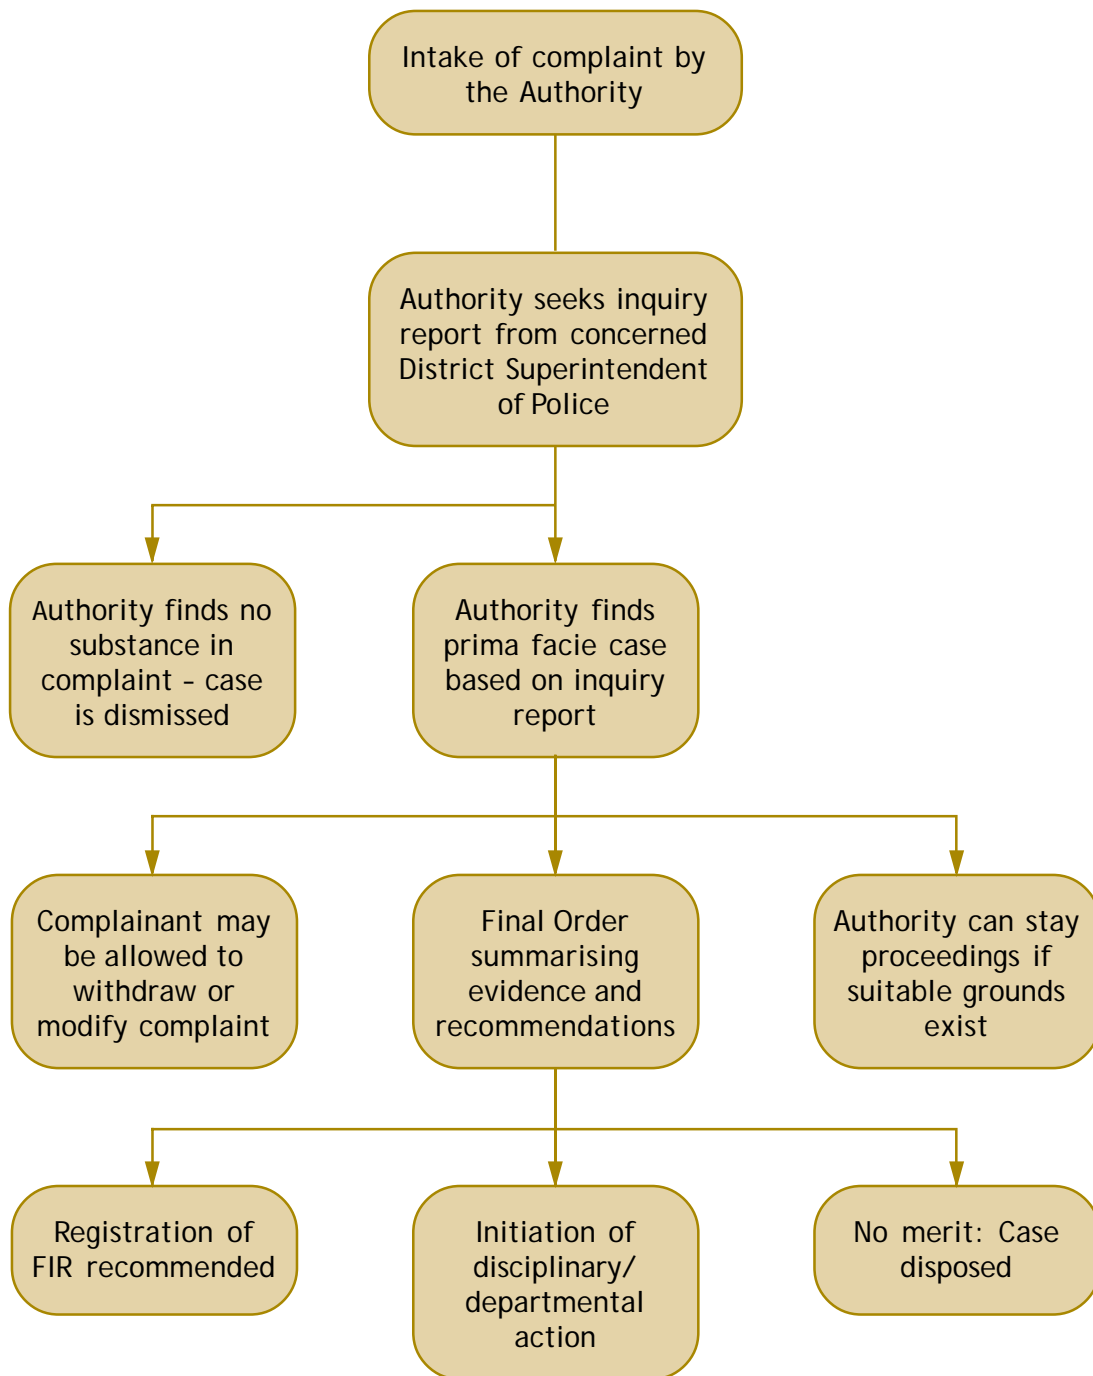 Intake of complaint by
the Authority
Authority seeks inquiry
report from concerned
District Superintendent
of Police
Authority finds no
substance in
complaint – case
is dismissed
Authority finds
prima facie case
based on inquiry
report
Complainant may
be allowed to
withdraw or
modify complaint
Final Order
summarising
evidence and
recommendations
Authority can stay
proceedings if
suitable grounds
exist
Registration of
FIR recommended
Initiation of
disciplinary/
departmental
action
No merit: Case
disposed